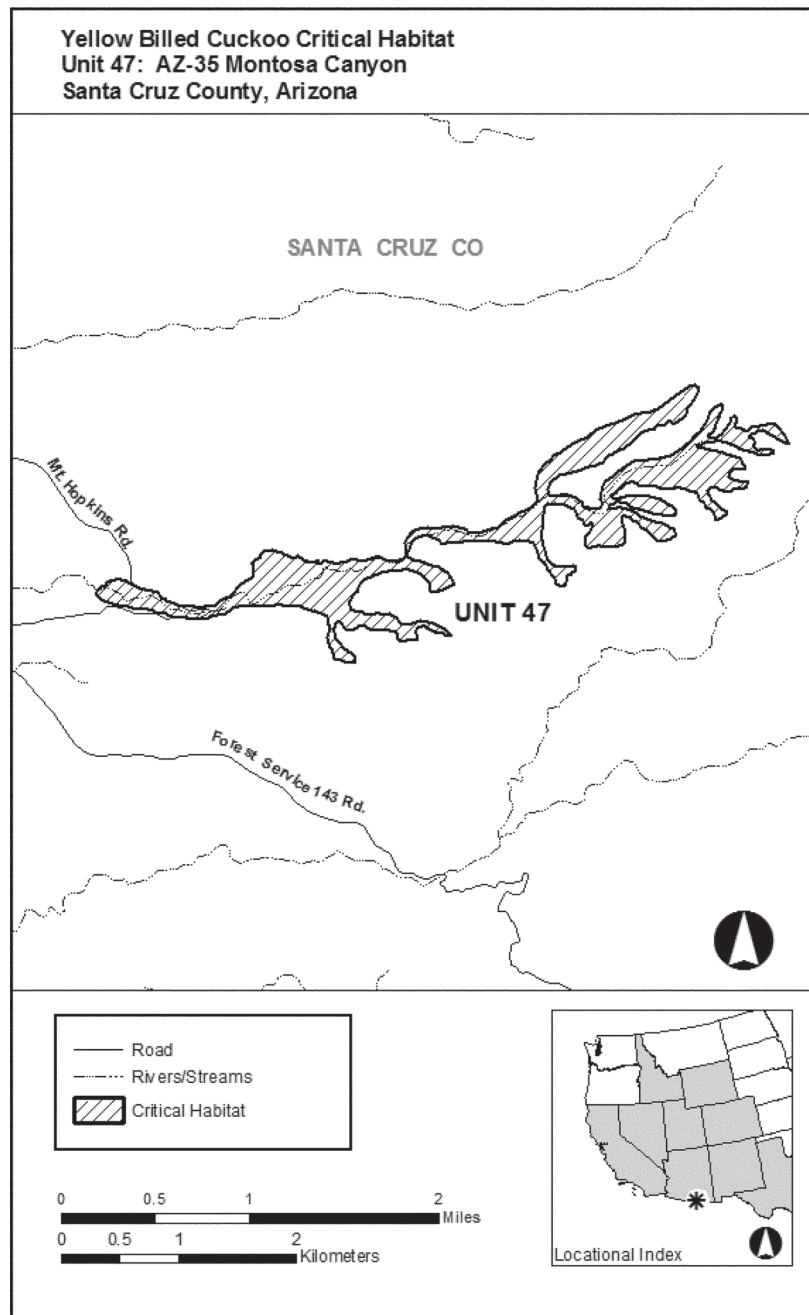 Yellow Billed Cuckoo Critical Habitat
Unit 47: AZ-35 Montosa Canyon
Santa Cruz County, Arizona
SANTA CRUZ CO
Mt. Hopkins Rd.
UNIT 47
Forest Service 143 Rd.
Road
Rivers/Streams
Critical Habitat
0 0.5 1 2
Miles
0 0.5 1 2
Kilometers
Locational Index